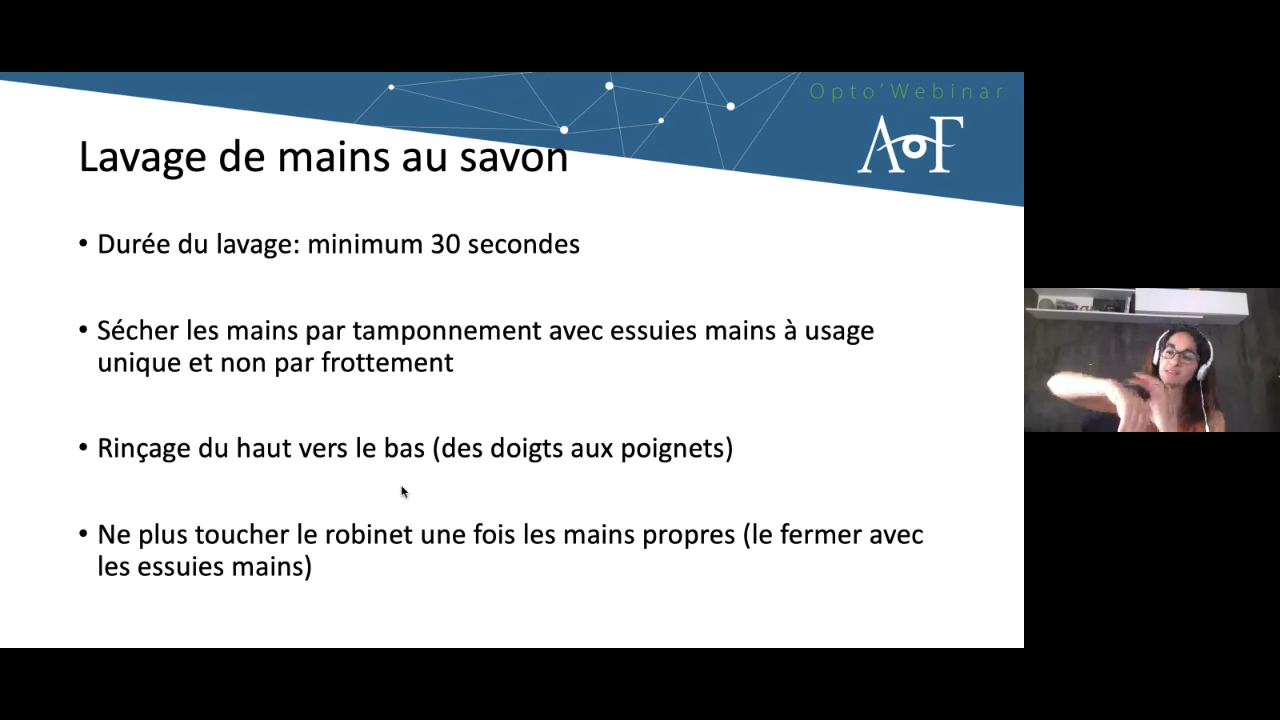 Opto'Webinar
AOF
Lavage de mains au savon
• Durée du lavage: minimum 30 secondes
• Sécher les mains par tamponnement avec essuies mains à usage
unique et non par frottement
• Rinçage du haut vers le bas (des doigts aux poignets)
• Ne plus toucher le robinet une fois les mains propres (le fermer avec
les essuies mains)